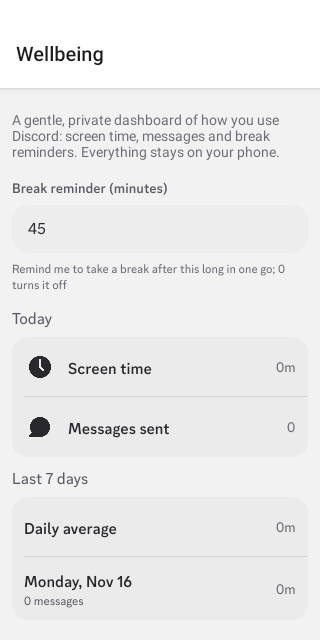 Wellbeing
A gentle, private dashboard of how you use
Discord: screen time, messages and break
reminders. Everything stays on your phone.
Break reminder (minutes)
45
Remind me to take a break after this long in one go; 0
turns it off
Today
Screen time 0m
Messages sent 0
Last 7 days
Daily average 0m
Monday, Nov 16 0m
0 messages